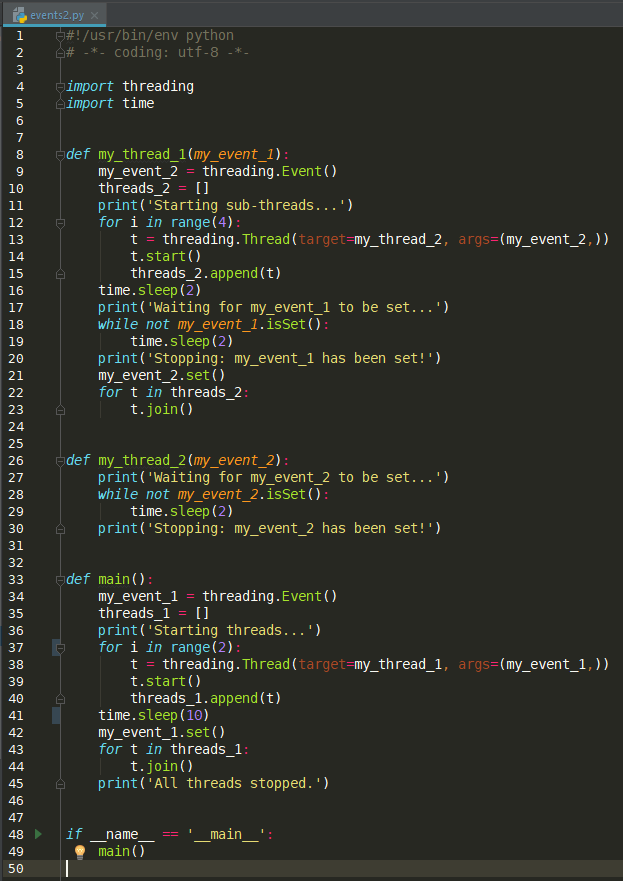 events2.py ×
1 #!/usr/bin/env python
2 # -*- coding: utf-8 -*-
3
4 import threading
5 import time
6
7
8 def my_thread_1(my_event_1):
9     my_event_2 = threading.Event()
10     threads_2 = []
11     print('Starting sub-threads...')
12     for i in range(4):
13         t = threading.Thread(target=my_thread_2, args=(my_event_2,))
14         t.start()
15         threads_2.append(t)
16     time.sleep(2)
17     print('Waiting for my_event_1 to be set...')
18     while not my_event_1.isSet():
19         time.sleep(2)
20     print('Stopping: my_event_1 has been set!')
21     my_event_2.set()
22     for t in threads_2:
23         t.join()
24
25
26 def my_thread_2(my_event_2):
27     print('Waiting for my_event_2 to be set...')
28     while not my_event_2.isSet():
29         time.sleep(2)
30     print('Stopping: my_event_2 has been set!')
31
32
33 def main():
34     my_event_1 = threading.Event()
35     threads_1 = []
36     print('Starting threads...')
37     for i in range(2):
38         t = threading.Thread(target=my_thread_1, args=(my_event_1,))
39         t.start()
40         threads_1.append(t)
41     time.sleep(10)
42     my_event_1.set()
43     for t in threads_1:
44         t.join()
45     print('All threads stopped.')
46
47
48 if __name__ == '__main__':
49     main()
50